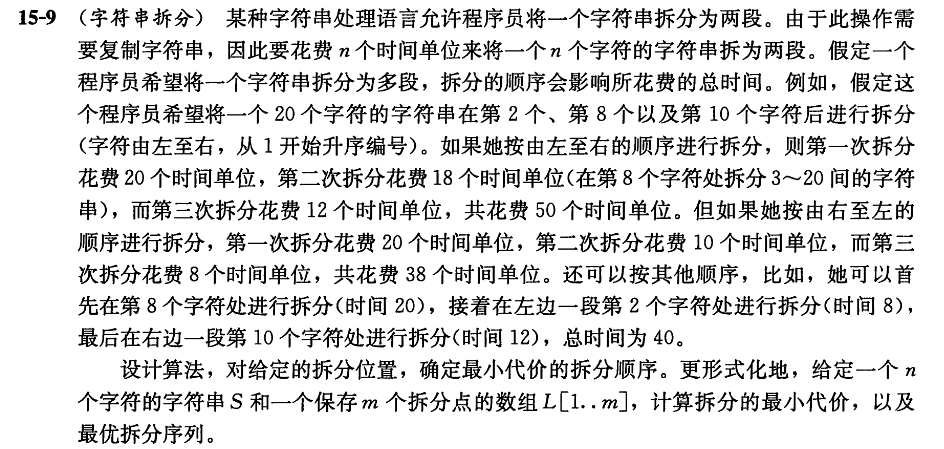 15-9 (字符串拆分) 某种字符串处理语言允许程序员将一个字符串拆分为两段。由于此操作需
要复制字符串，因此要花费 n 个时间单位来将一个 n 个字符的字符串拆为两段。假定一个
程序员希望将一个字符串拆分为多段，拆分的顺序会影响所花费的总时间。例如，假定这
个程序员希望将一个 20 个字符的字符串在第 2 个、第 8 个以及第 10 个字符后进行拆分
(字符由左至右，从 1 开始升序编号)。如果她按由左至右的顺序进行拆分，则第一次拆分
花费 20 个时间单位，第二次拆分花费 18 个时间单位(在第 8 个字符处拆分 3～20 间的字符
串)，而第三次拆分花费 12 个时间单位，共花费 50 个时间单位。但如果她按由右至左的
顺序进行拆分，第一次拆分花费 20 个时间单位，第二次拆分花费 10 个时间单位，而第三
次拆分花费 8 个时间单位，共花费 38 个时间单位。还可以按其他顺序，比如，她可以首
先在第 8 个字符处进行拆分(时间 20)，接着在左边一段第 2 个字符处进行拆分(时间 8)，
最后在右边一段第 10 个字符处进行拆分(时间 12)，总时间为 40。
设计算法，对给定的拆分位置，确定最小代价的拆分顺序。更形式化地，给定一个 n
个字符的字符串 S 和一个保存 m 个拆分点的数组 L[1..m]，计算拆分的最小代价，以及
最优拆分序列。